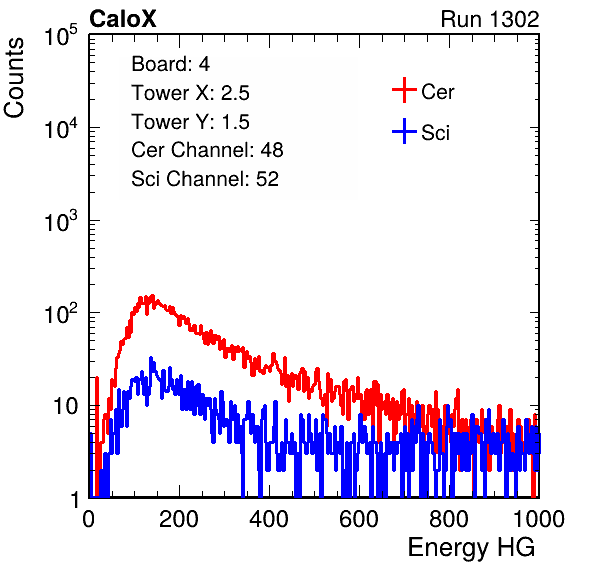 CaloX Run 1302
Counts
Board: 4
Tower X: 2.5
Tower Y: 1.5
Cer Channel: 48
Sci Channel: 52
Cer
Sci
10^5
10^4
10^3
10^2
10
1
0 200 400 600 800 1000
Energy HG